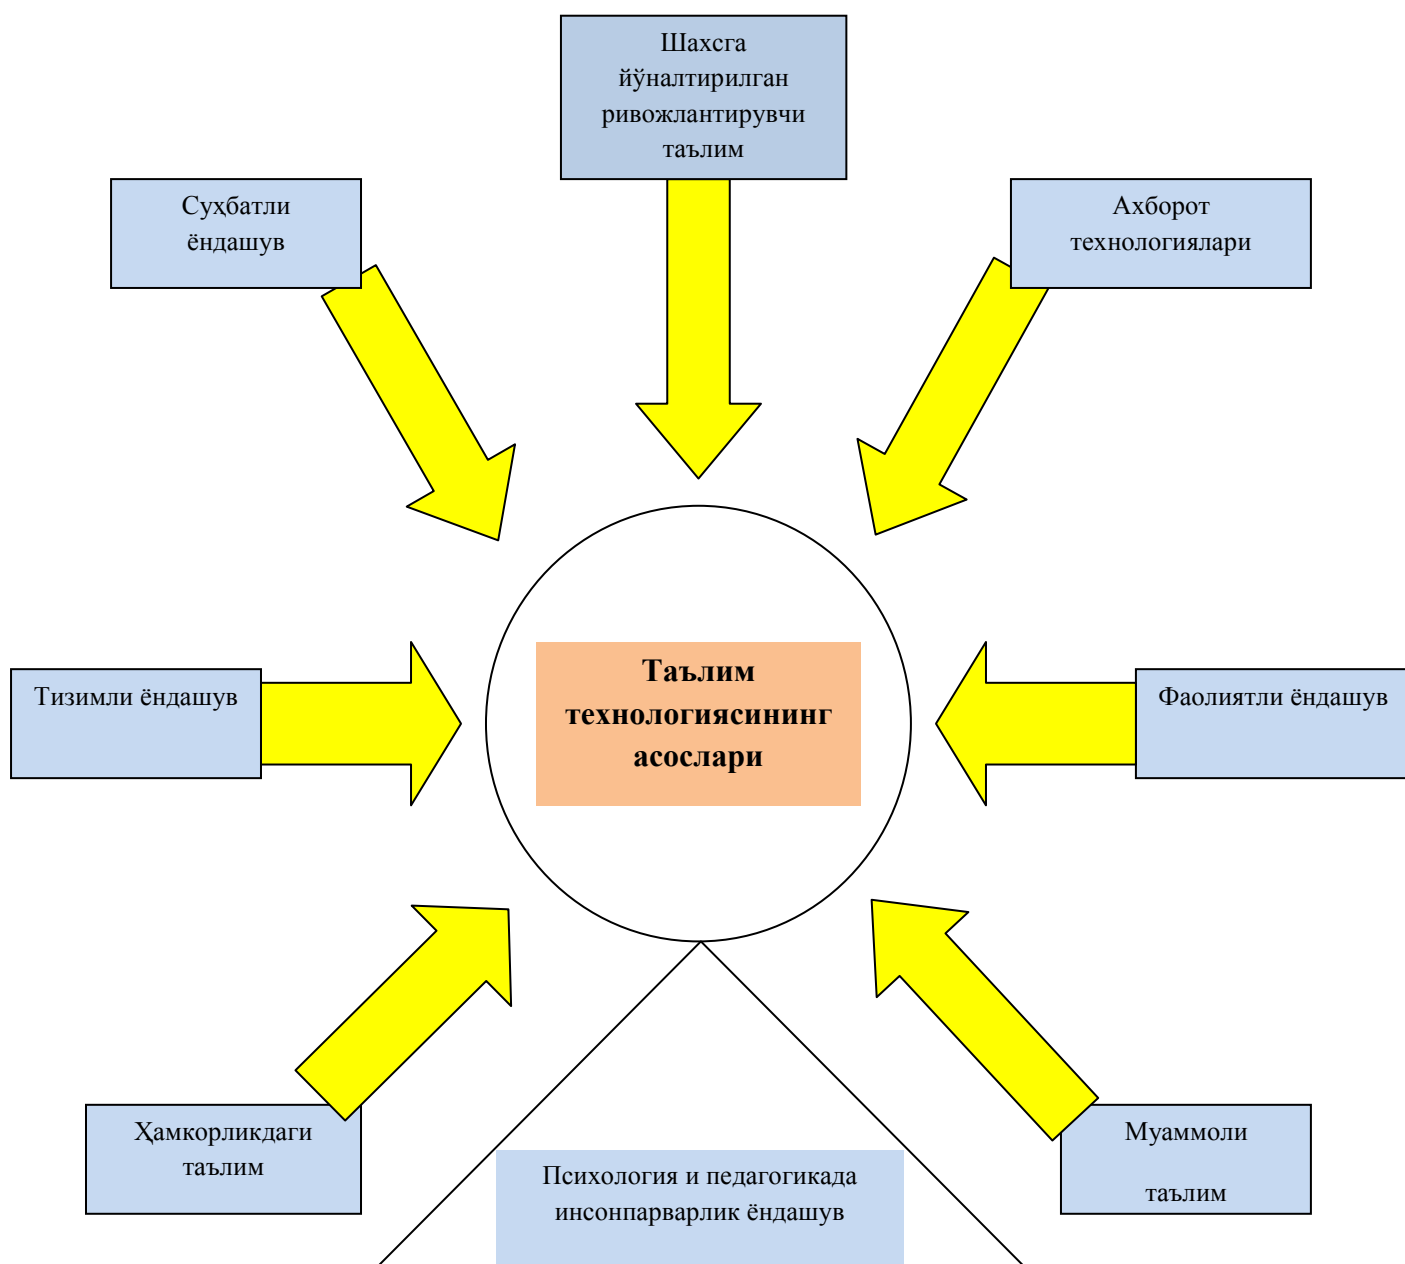 Шахсга
йўналтирилган
ривожлантирувчи
таълим
Суҳбатли
ёндашув
Ахборот
технологиялари
Таълим
технологиясининг
асослари
Тизимли ёндашув
Фаолиятли ёндашув
Ҳамкорликдаги
таълим
Муаммоли
таълим
Психология и педагогикада
инсонпарварлик ёндашув